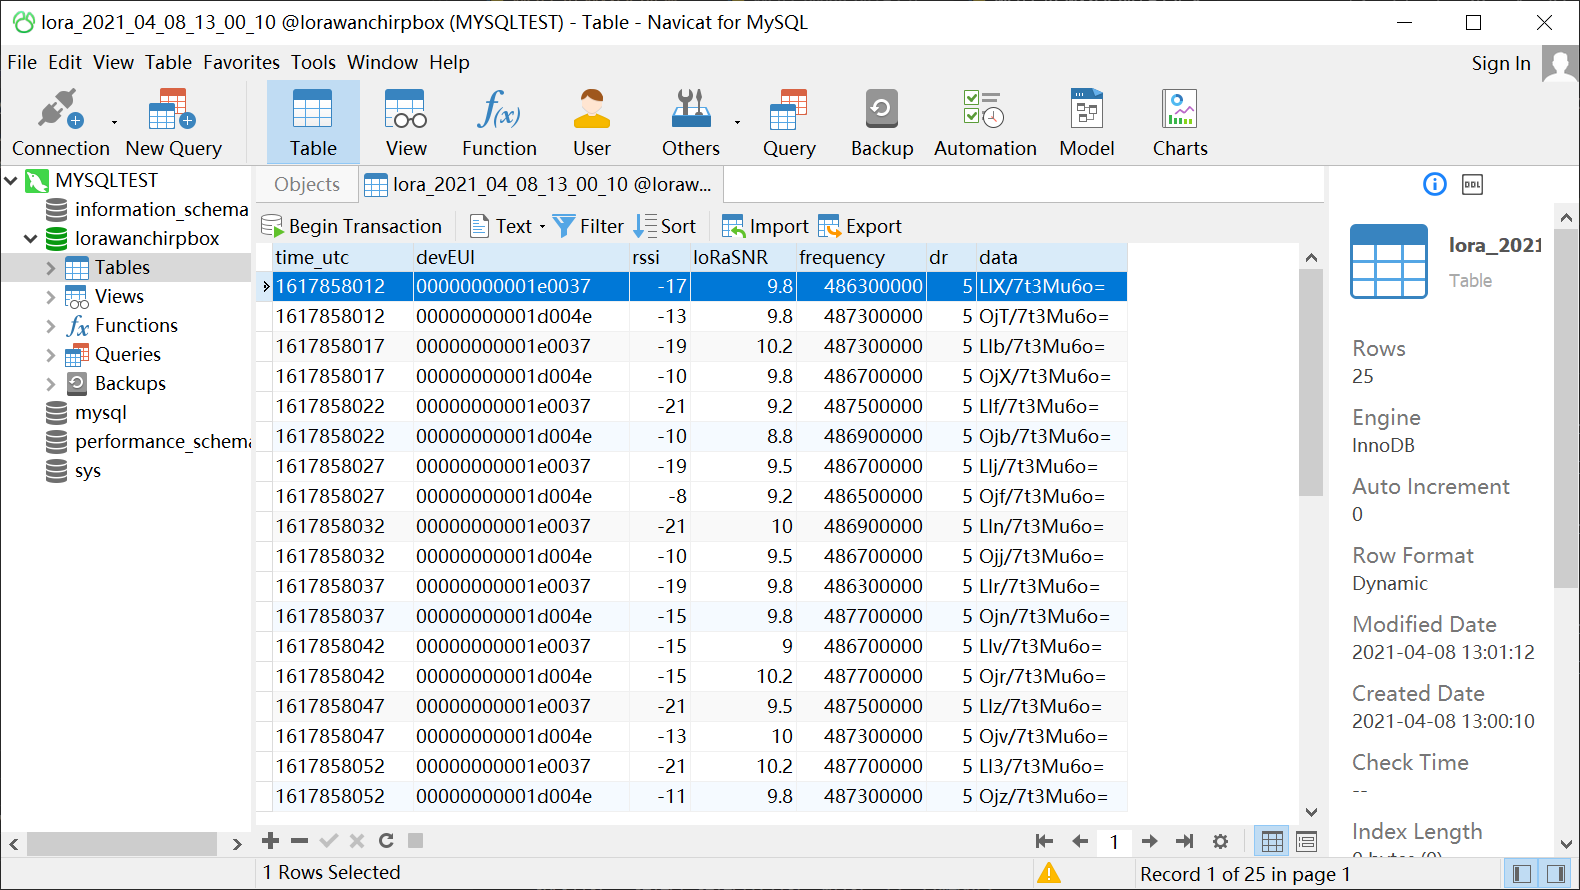 lora_2021_04_08_13_00_10 @lorawanchirpbox (MYSQLTEST) - Table - Navicat for MySQL
File Edit View Table Favorites Tools Window Help Sign In
Connection New Query Table View Function User Others Query Backup Automation Model Charts
MYSQLTEST
information_schema
lorawanchirpbox
Tables
Views
Functions
Queries
Backups
mysql
performance_schema
sys
Objects lora_2021_04_08_13_00_10 @loraw...
Begin Transaction Text Filter Sort Import Export
time_utc devEUI rssi loRaSNR frequency dr data
1617858012 00000000001e0037 -17 9.8 486300000 5 LlX/7t3Mu6o=
1617858012 00000000001d004e -13 9.8 487300000 5 OjT/7t3Mu6o=
1617858017 00000000001e0037 -19 10.2 487300000 5 Llb/7t3Mu6o=
1617858017 00000000001d004e -10 9.8 486700000 5 OjX/7t3Mu6o=
1617858022 00000000001e0037 -21 9.2 487500000 5 Llf/7t3Mu6o=
1617858022 00000000001d004e -10 8.8 486900000 5 Ojb/7t3Mu6o=
1617858027 00000000001e0037 -19 9.5 486700000 5 Llj/7t3Mu6o=
1617858027 00000000001d004e -8 9.2 486500000 5 Ojf/7t3Mu6o=
1617858032 00000000001e0037 -21 10 486900000 5 Lln/7t3Mu6o=
1617858032 00000000001d004e -10 9.5 486700000 5 Ojj/7t3Mu6o=
1617858037 00000000001e0037 -19 9.8 486300000 5 Llr/7t3Mu6o=
1617858037 00000000001d004e -15 9.8 487700000 5 Ojn/7t3Mu6o=
1617858042 00000000001e0037 -15 9 486700000 5 Llv/7t3Mu6o=
1617858042 00000000001d004e -15 10.2 487700000 5 Ojr/7t3Mu6o=
1617858047 00000000001e0037 -21 9.5 487500000 5 Llz/7t3Mu6o=
1617858047 00000000001d004e -13 10 487300000 5 Ojv/7t3Mu6o=
1617858052 00000000001e0037 -21 10.2 487700000 5 Ll3/7t3Mu6o=
1617858052 00000000001d004e -11 9.8 487300000 5 Ojz/7t3Mu6o=
1
1 Rows Selected
Record 1 of 25 in page 1
DDL
lora_2021
Table
Rows
25
Engine
InnoDB
Auto Increment
0
Row Format
Dynamic
Modified Date
2021-04-08 13:01:12
Created Date
2021-04-08 13:00:10
Check Time
--
Index Length
0 bytes (0)